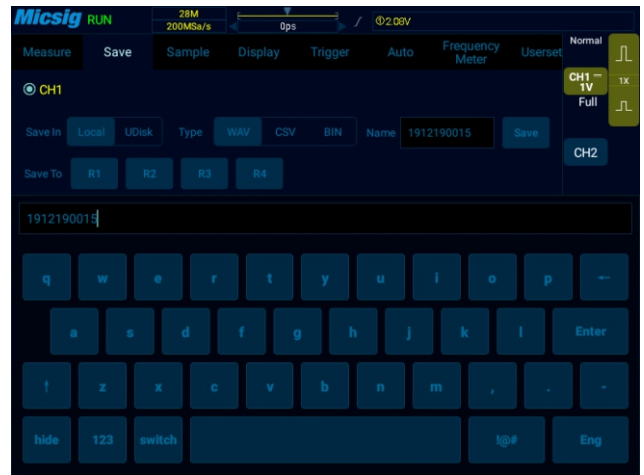 Micsig RUN 28M 200MSa/s 0ps ① 2.08V
Measure Save Sample Display Trigger Auto Frequency Meter Userset
Normal
CH1 1V 1X
Full
CH2
CH1
Save In Local UDisk Type WAV CSV BIN Name 1912190015 Save
Save To R1 R2 R3 R4
1912190015
q w e r t y u i o p ←
a s d f g h j k l Enter
↑ z x c v b n m , . -
hide 123 switch !@# Eng